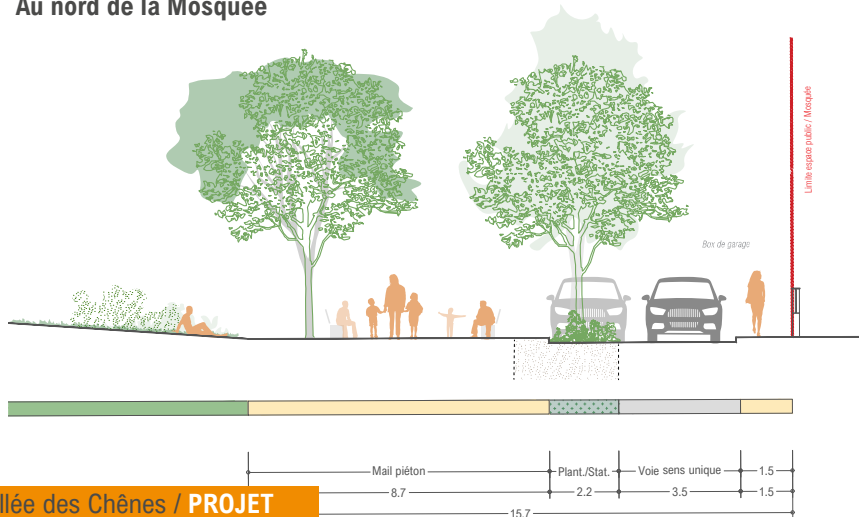 Au nord de la Mosquée
Limite espace public / Mosquée
Box de garage
Mail piéton
Plant./Stat.
Voie sens unique
1.5
8.7
2.2
3.5
1.5
15.7
llée des Chênes / PROJET